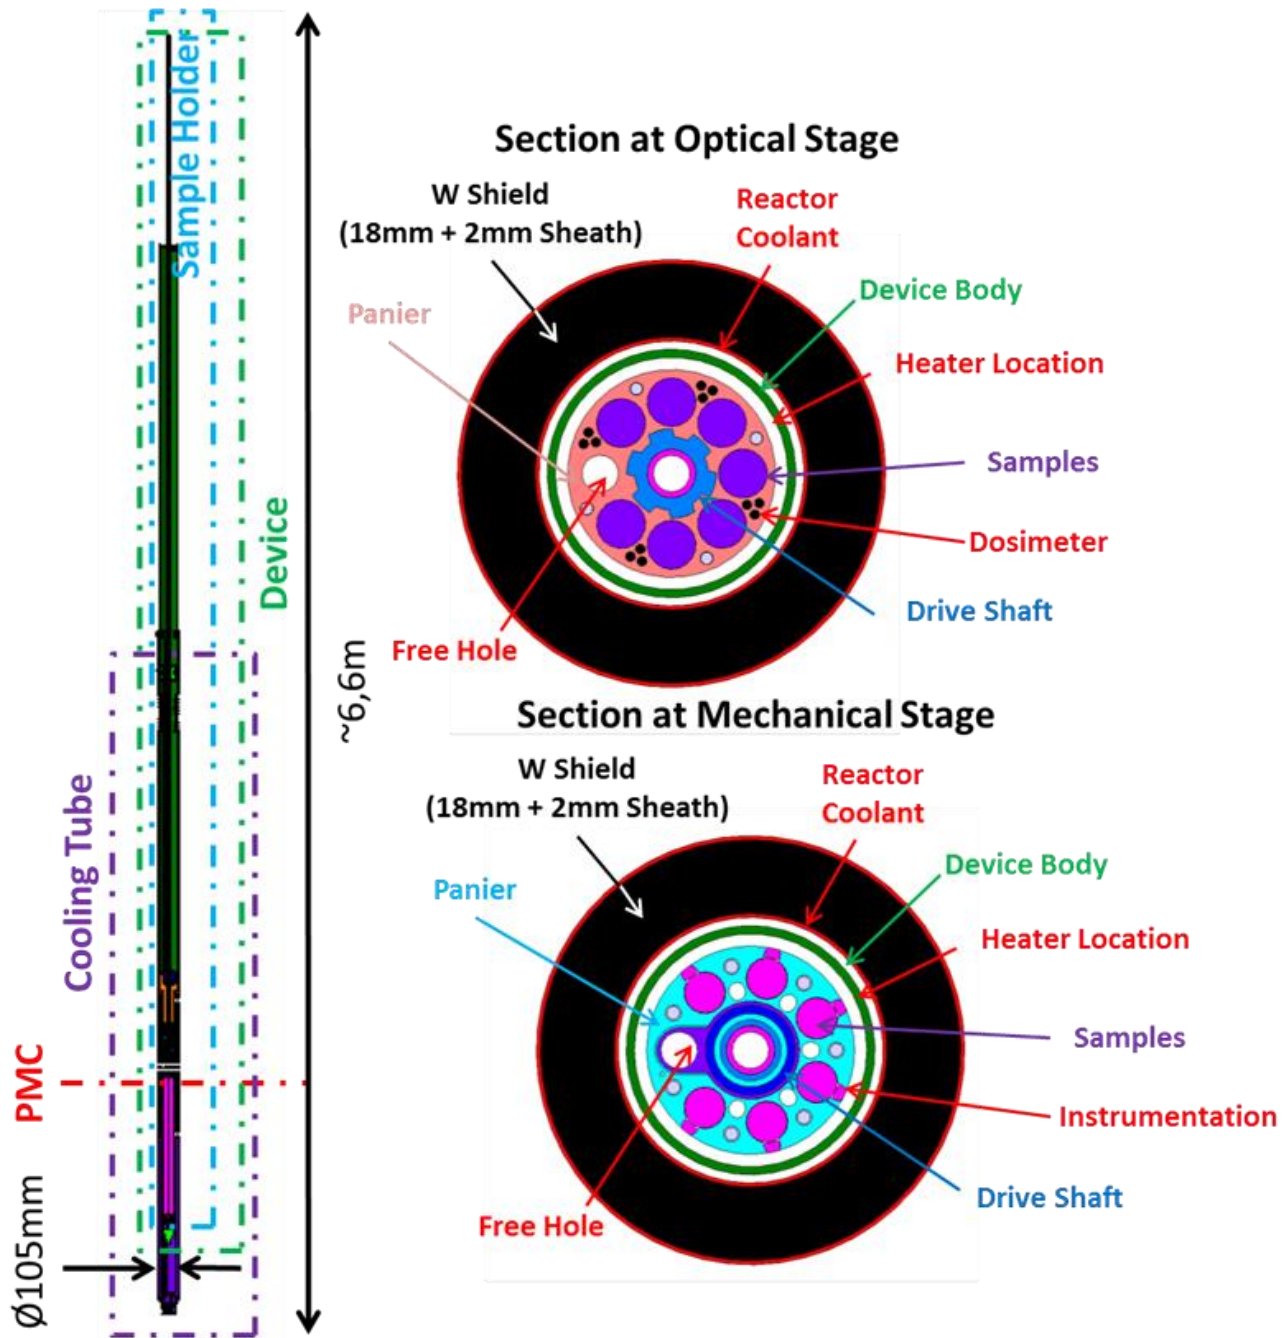 Sample Holder
Device
Cooling Tube
PMC
Ø105mm
~6,6m
Section at Optical Stage
W Shield
(18mm + 2mm Sheath)
Reactor
Coolant
Device Body
Panier
Heater Location
Samples
Dosimeter
Drive Shaft
Free Hole
Section at Mechanical Stage
W Shield
(18mm + 2mm Sheath)
Reactor
Coolant
Device Body
Panier
Heater Location
Samples
Instrumentation
Drive Shaft
Free Hole